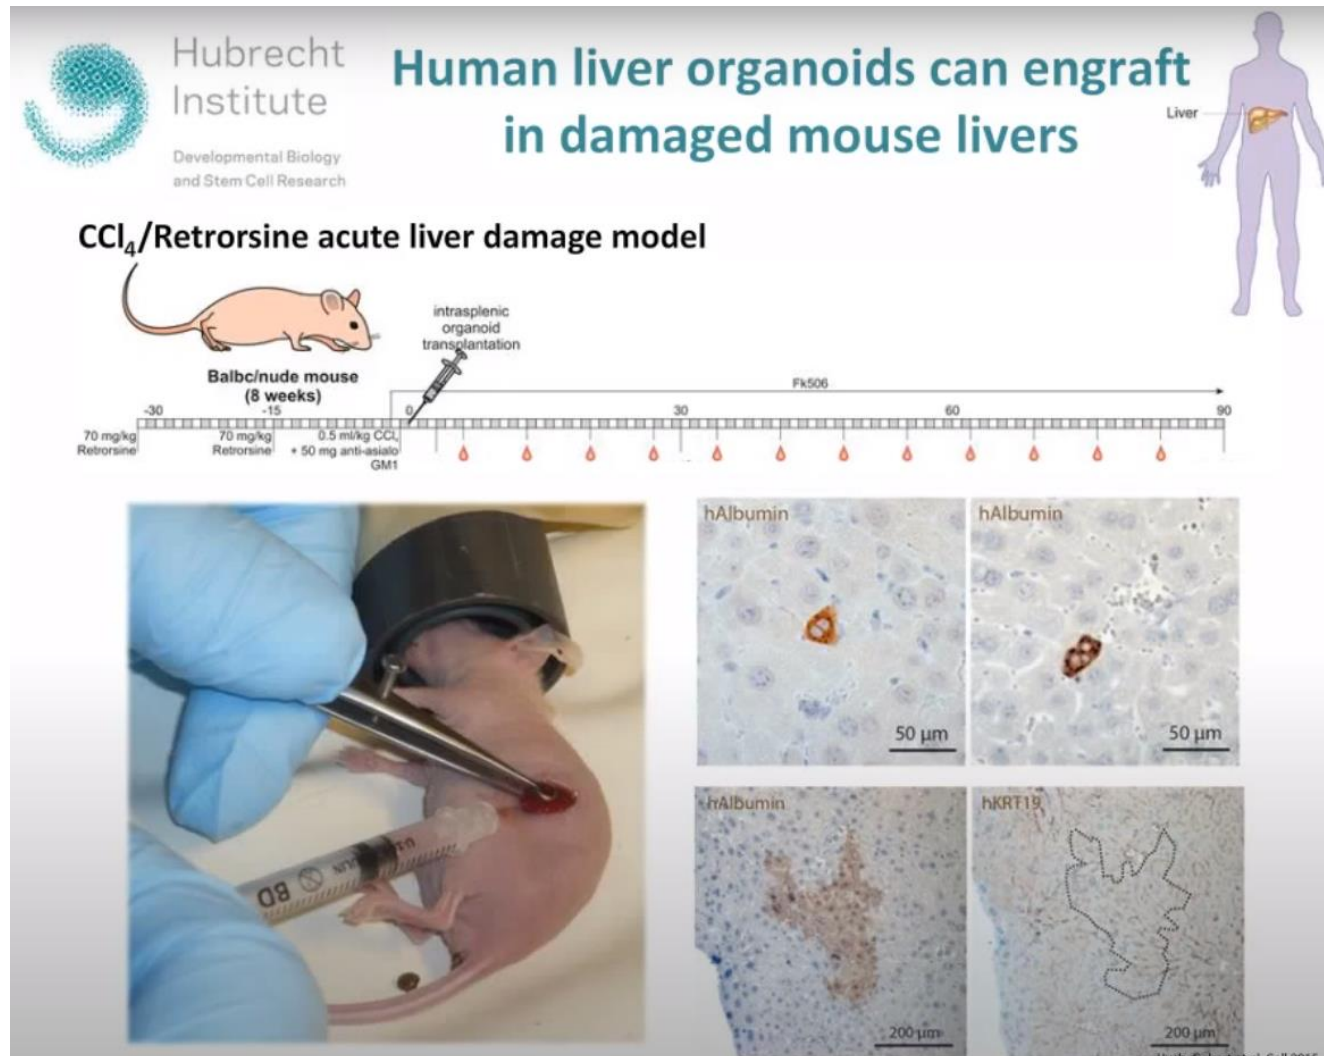 Hubrecht
Institute
Developmental Biology
and Stem Cell Research
Human liver organoids can engraft
in damaged mouse livers
Liver
CCl4/Retrorsine acute liver damage model
intrasplenic
organoid
transplantation
Balbc/nude mouse
(8 weeks)
Fk506
-30
-15
0
30
60
90
70 mg/kg
Retrorsine
70 mg/kg
Retrorsine
0.5 ml/kg CCl4
+ 50 mg anti-asialo
GM1
BD
hAlbumin
50 µm
hAlbumin
50 µm
hAlbumin
200 µm
hKRT19
200 µm